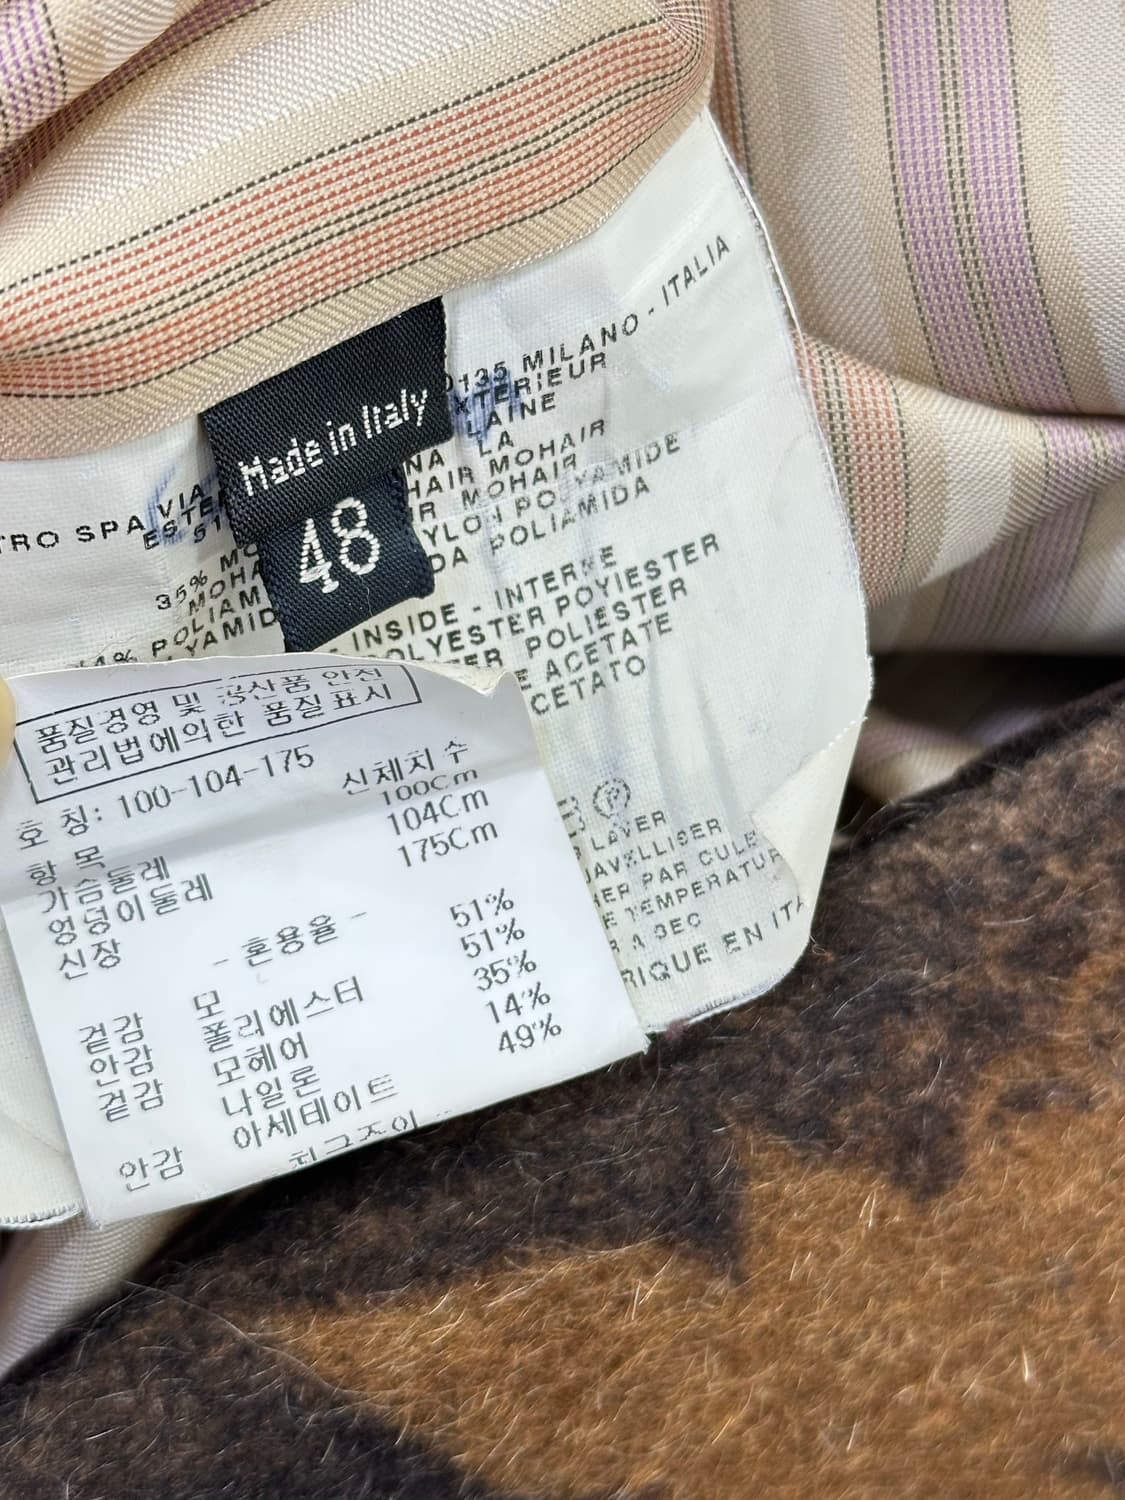 Made in Italy
48
TRO SPA VIA
0135 MILANO - ITALIA
XTERIEUR
LAINE
NA LA
HAIR MOHAIR
R MOHAIR
YLON POLYAMIDE
DA POLIAMIDA
35% MO
MOHA
POLIAM
YAMID
INSIDE - INTERNE
OLYESTER POYIESTER
ER POLIESTER
E ACETATE
CETATO
P
LAVER
JAVELLISER
PAR CULE
E TEMPERATUR
A SEC
RIQUE EN ITA
품질경영 및 공산품 안전
관리법에의한 품질표시
호 칭: 100-104-175
항 목 신체치수
가슴둘레 100Cm
엉덩이둘레 104Cm
신장 175Cm
- 혼용율 -
겉감 모 51%
안감 폴리에스터 51%
겉감 모헤어 35%
나일론 14%
안감 아세테이트 49%